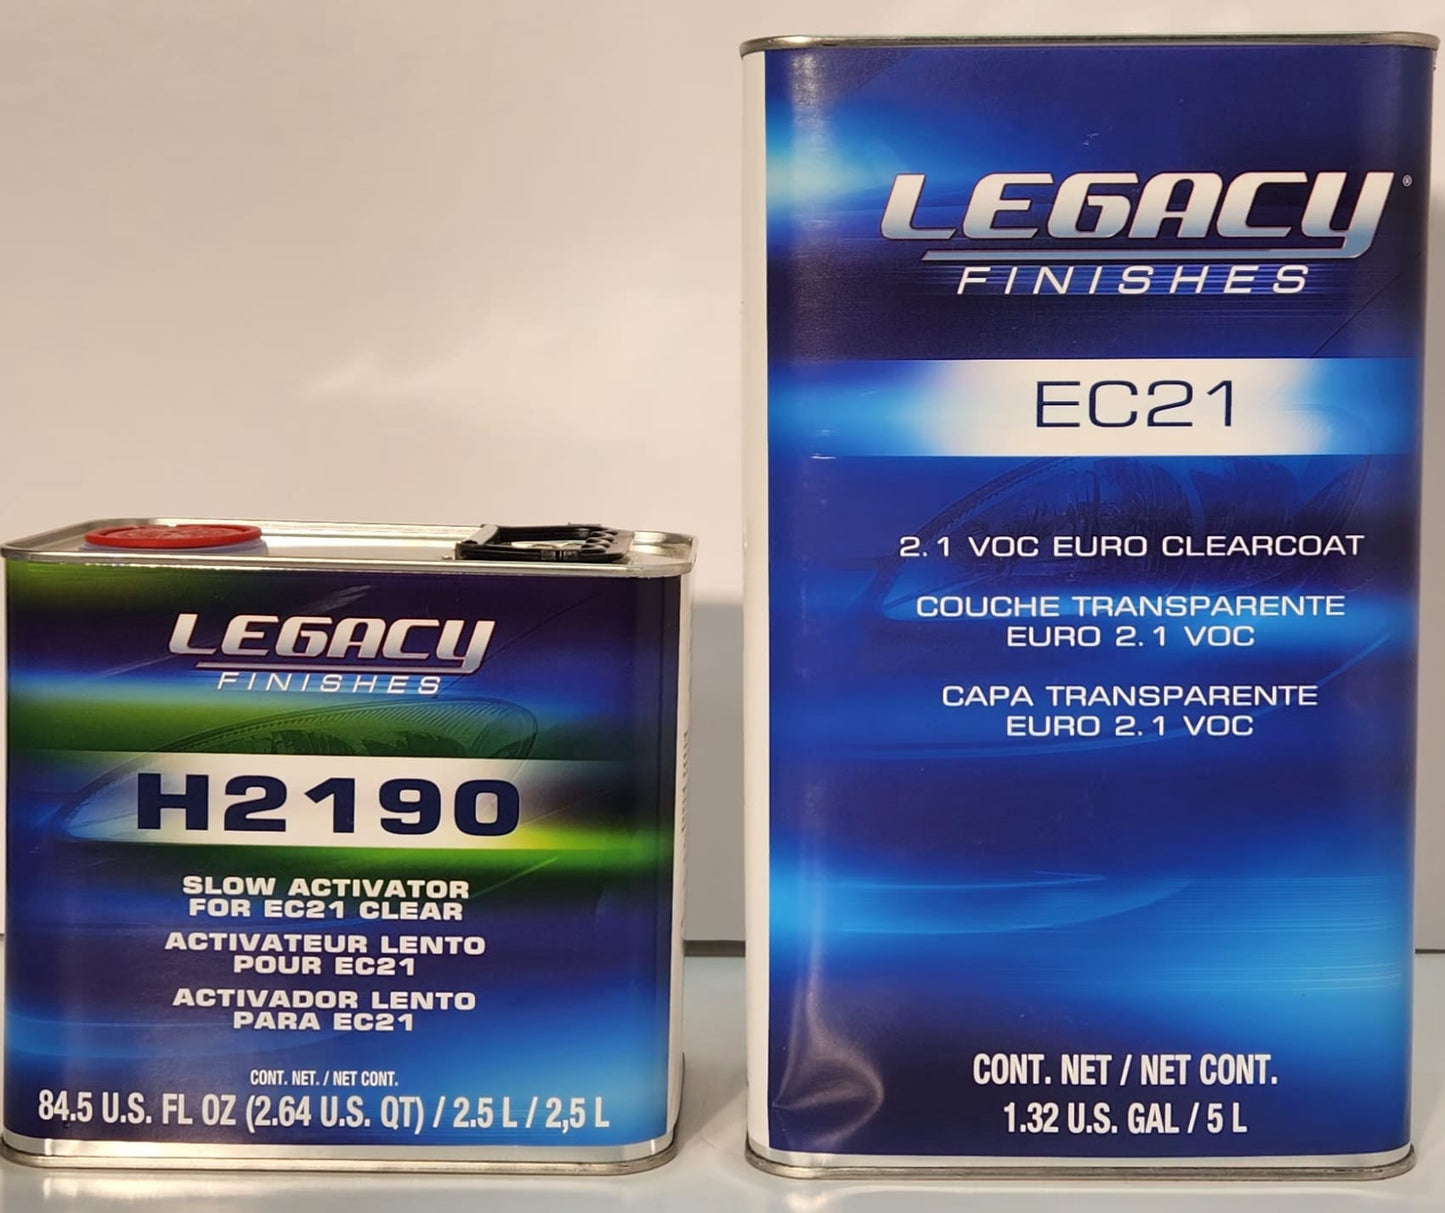 LEGACY
FINISHES
H2190
SLOW ACTIVATOR
FOR EC21 CLEAR
ACTIVATEUR LENTO
POUR EC21
ACTIVADOR LENTO
PARA EC21
CONT. NET. / NET CONT.
84.5 U.S. FL OZ (2.64 U.S. QT) / 2.5 L / 2,5 L
LEGACY®
FINISHES
EC21
2.1 VOC EURO CLEARCOAT
COUCHE TRANSPARENTE
EURO 2.1 VOC
CAPA TRANSPARENTE
EURO 2.1 VOC
CONT. NET / NET CONT.
1.32 U.S. GAL / 5 L